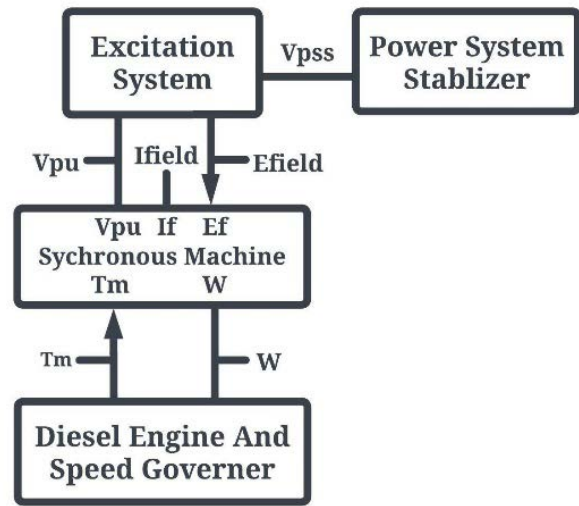 Excitation
System
Vpss
Power System
Stablizer
Vpu
Ifield
Efield
Vpu If Ef
Sychronous Machine
Tm W
Tm
W
Diesel Engine And
Speed Governer